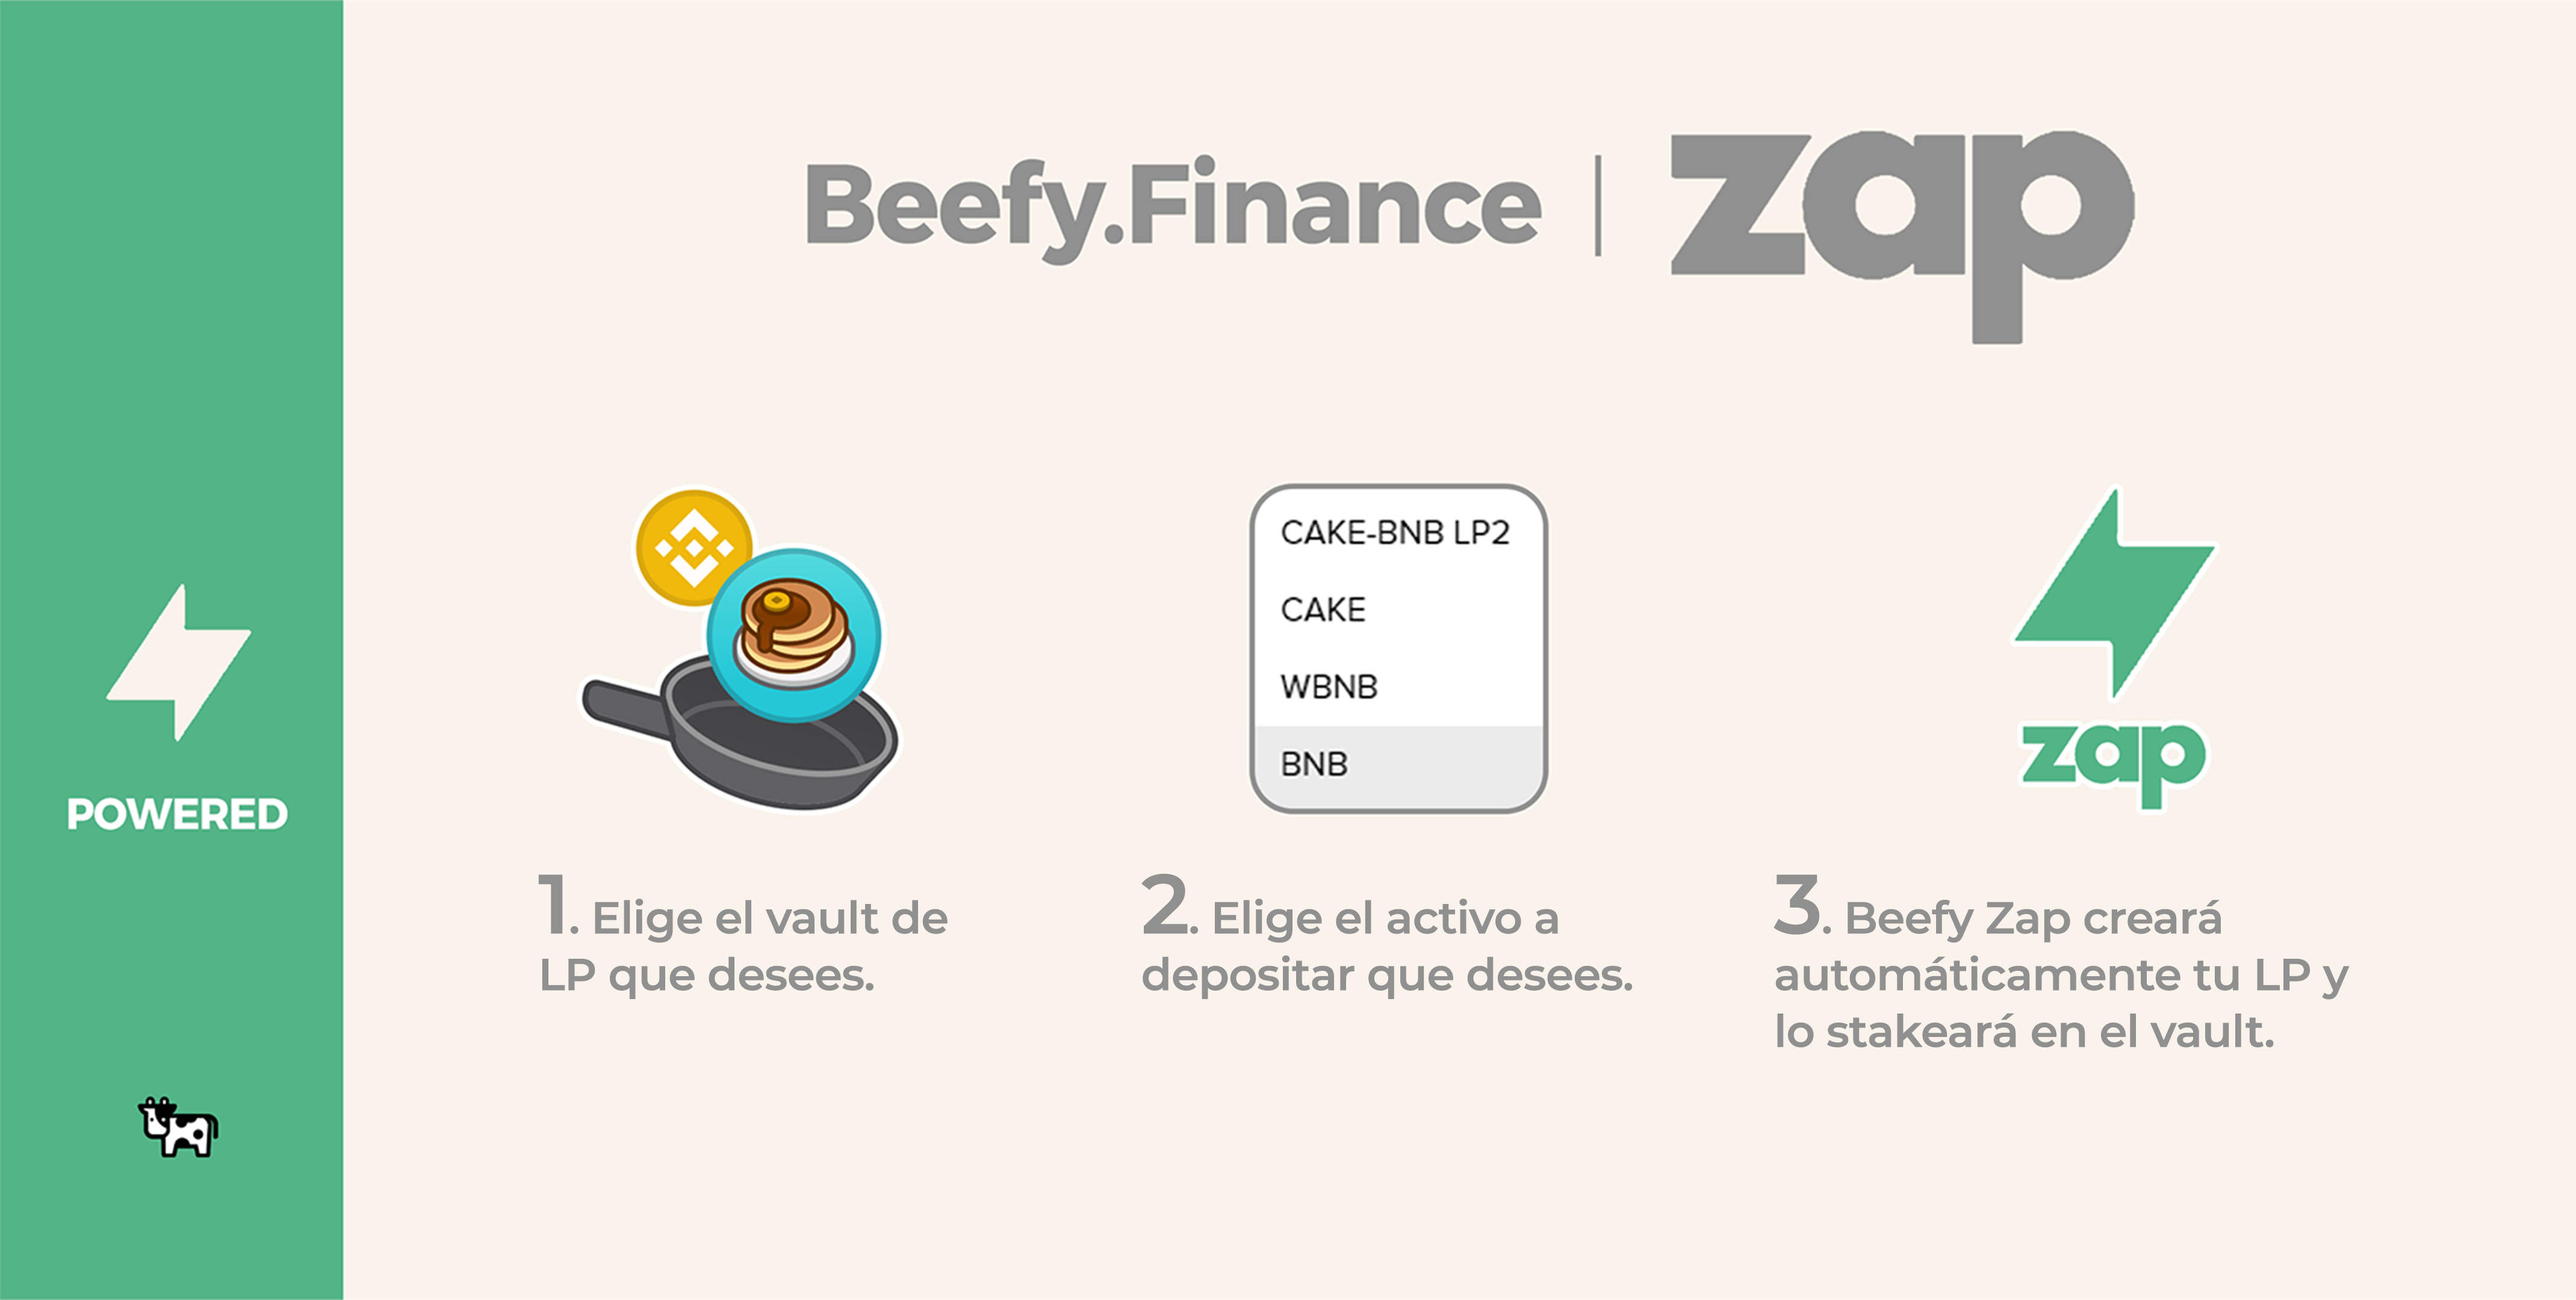 Beefy.Finance | zap
POWERED
CAKE-BNB LP2
CAKE
WBNB
BNB
zap
1. Elige el vault de
LP que desees.
2. Elige el activo a
depositar que desees.
3. Beefy Zap creará
automáticamente tu LP y
lo stakeará en el vault.